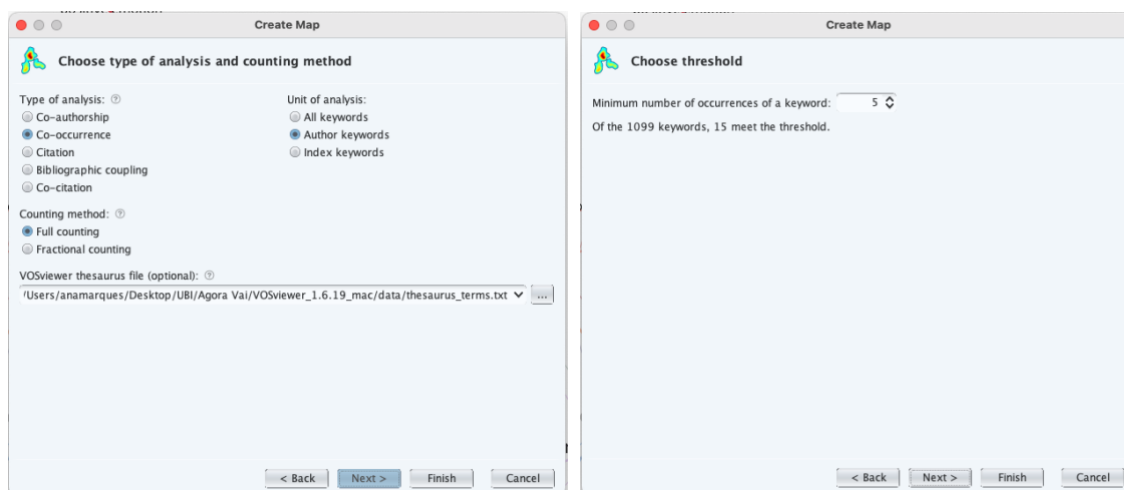 Create Map
Choose type of analysis and counting method
Type of analysis:
Unit of analysis:
Co-authorship
All keywords
Co-occurrence
Author keywords
Citation
Index keywords
Bibliographic coupling
Co-citation
Counting method:
Full counting
Fractional counting
VOSviewer thesaurus file (optional):
/Users/anamarques/Desktop/UBI/Agora Vai/VOSviewer_1.6.19_mac/data/thesaurus_terms.txt ...
< Back Next > Finish Cancel
Create Map
Choose threshold
Minimum number of occurrences of a keyword: 5
Of the 1099 keywords, 15 meet the threshold.
< Back Next > Finish Cancel